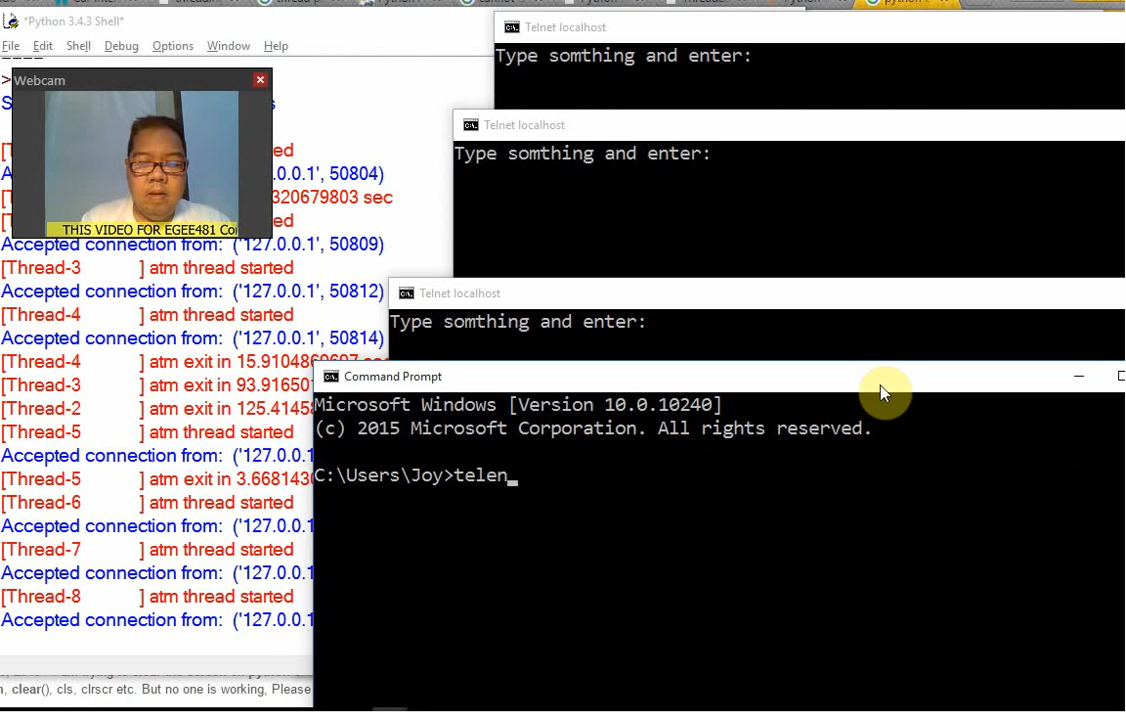 *Python 3.4.3 Shell*
File Edit Shell Debug Options Window Help
====
>
Webcam
THIS VIDEO FOR EGEE481 Co
ed
.0.0.1', 50804)
320679803 sec
ed
Accepted connection from: ('127.0.0.1', 50809)
[Thread-3 ] atm thread started
Accepted connection from: ('127.0.0.1', 50812)
[Thread-4 ] atm thread started
Accepted connection from: ('127.0.0.1', 50814)
[Thread-4 ] atm exit in 15.9104860607
[Thread-3 ] atm exit in 93.91650
[Thread-2 ] atm exit in 125.41458
[Thread-5 ] atm thread started
Accepted connection from: ('127.0.0.1
[Thread-5 ] atm exit in 3.668143
[Thread-6 ] atm thread started
Accepted connection from: ('127.0.0.1
[Thread-7 ] atm thread started
Accepted connection from: ('127.0.0.1
[Thread-8 ] atm thread started
Accepted connection from: ('127.0.0.1
, clear(), cls, clrscr etc. But no one is working, Please
Telnet localhost
Type somthing and enter:
Telnet localhost
Type somthing and enter:
Telnet localhost
Type somthing and enter:
Command Prompt
Microsoft Windows [Version 10.0.10240]
(c) 2015 Microsoft Corporation. All rights reserved.
C:\Users\Joy>telen_